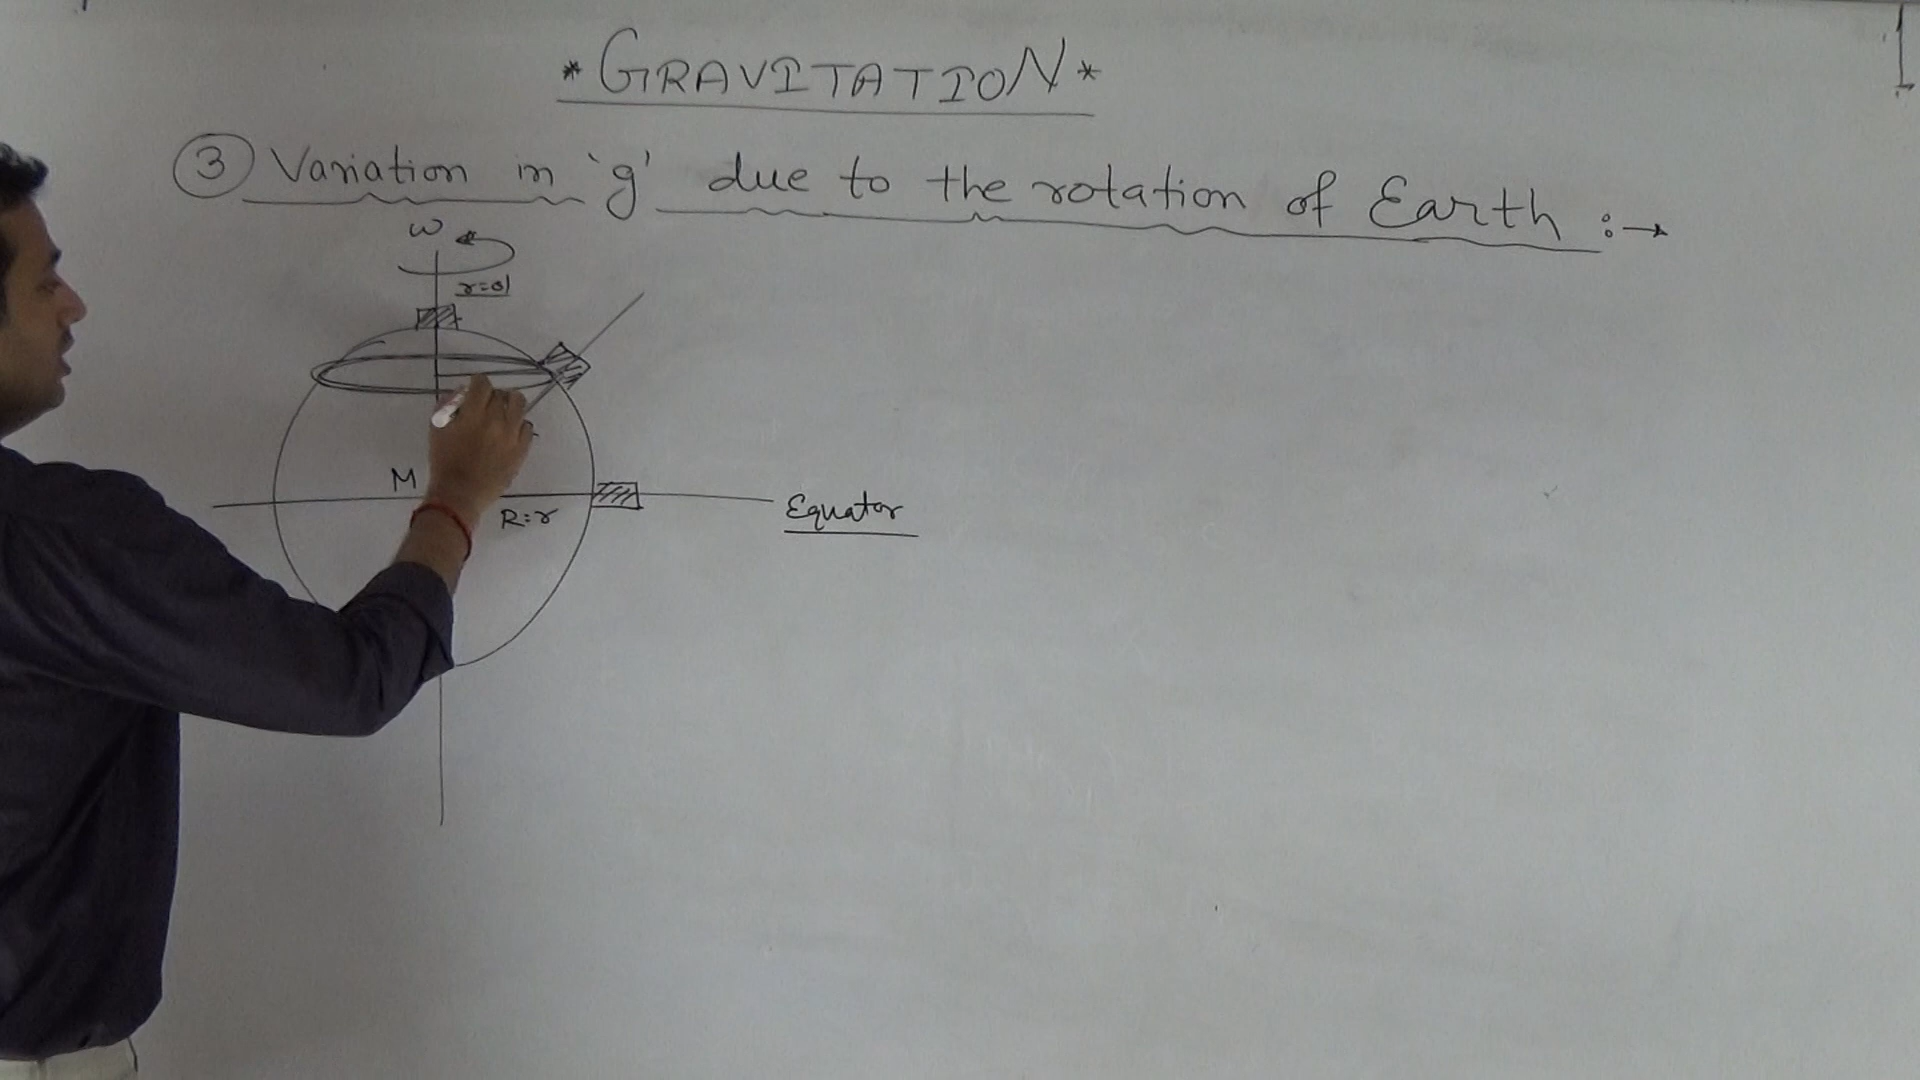 * GRAVITATION *
③ Variation in 'g' due to the rotation of Earth :→
ω
r=0
M
R=r
Equator